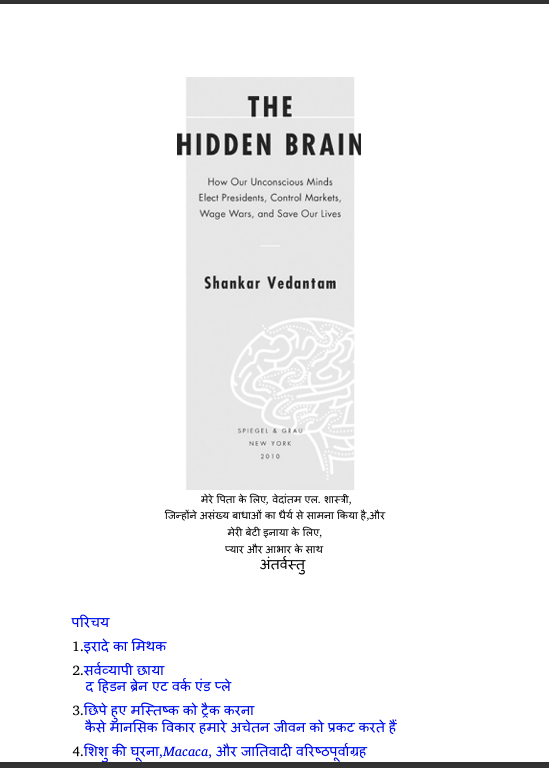 THE
HIDDEN BRAIN
How Our Unconscious Minds
Elect Presidents, Control Markets,
Wage Wars, and Save Our Lives
Shankar Vedantam
SPIEGEL & GRAU
NEW YORK
2010
मेरे पिता के लिए, वेदांतम एल. शास्त्री,
जिन्होंने असंख्य बाधाओं का धैर्य से सामना किया है,और
मेरी बेटी इनाया के लिए,
प्यार और आभार के साथ
अंतर्वस्तु
परिचय
1.इरादे का मिथक
2.सर्वव्यापी छाया
द हिडन ब्रेन एट वर्क एंड प्ले
3.छिपे हुए मस्तिष्क को ट्रैक करना
कैसे मानसिक विकार हमारे अचेतन जीवन को प्रकट करते हैं
4.शिशु की घूरना,Macaca, और जातिवादी वरिष्ठपूर्वाग्रह